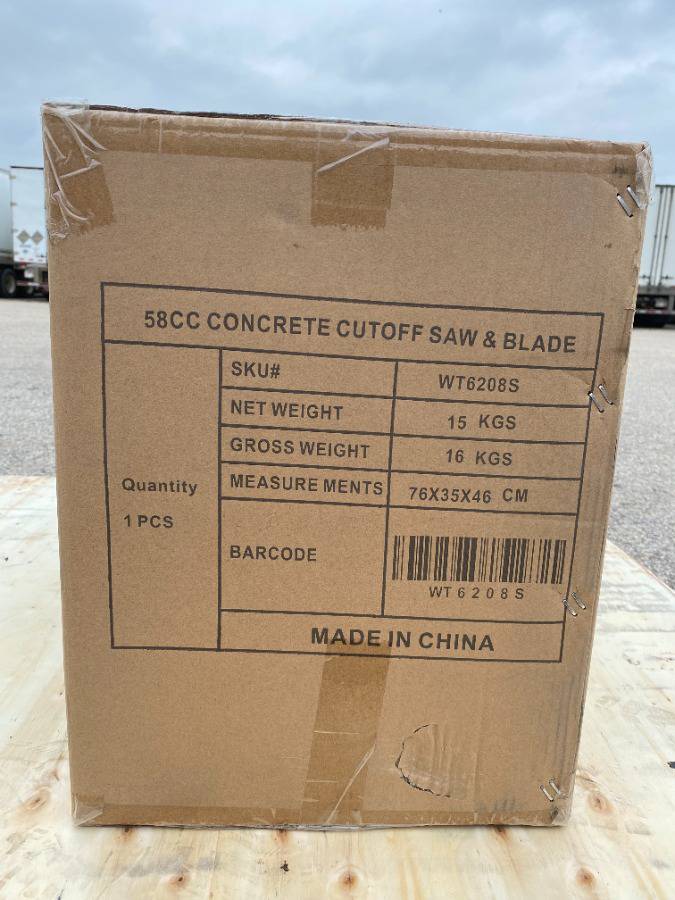 58CC CONCRETE CUTOFF SAW & BLADE
SKU# WT6208S
NET WEIGHT 15 KGS
GROSS WEIGHT 16 KGS
MEASURE MENTS 76X35X46 CM
Quantity
1 PCS
BARCODE
WT6208S
MADE IN CHINA